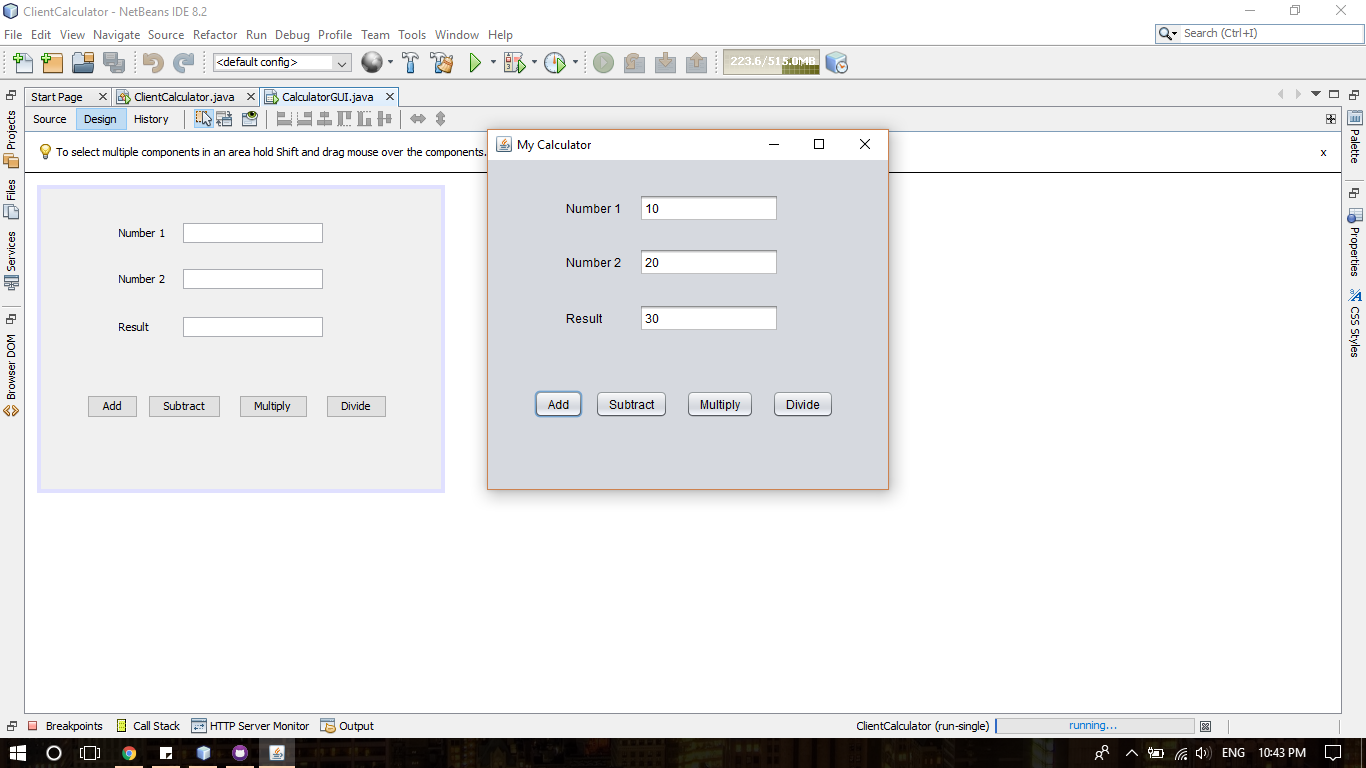 ClientCalculator - NetBeans IDE 8.2
File Edit View Navigate Source Refactor Run Debug Profile Team Tools Window Help
Search (Ctrl+I)
<default config>
223.6/515.0MB
Start Page ClientCalculator.java CalculatorGUI.java
Source Design History
To select multiple components in an area hold Shift and drag mouse over the components.
x
Projects
Files
Services
Browser DOM
Number 1
Number 2
Result
Add Subtract Multiply Divide
My Calculator
Number 1 10
Number 2 20
Result 30
Add Subtract Multiply Divide
Palette
Properties
CSS Styles
Breakpoints Call Stack HTTP Server Monitor Output
ClientCalculator (run-single) running...
ENG 10:43 PM